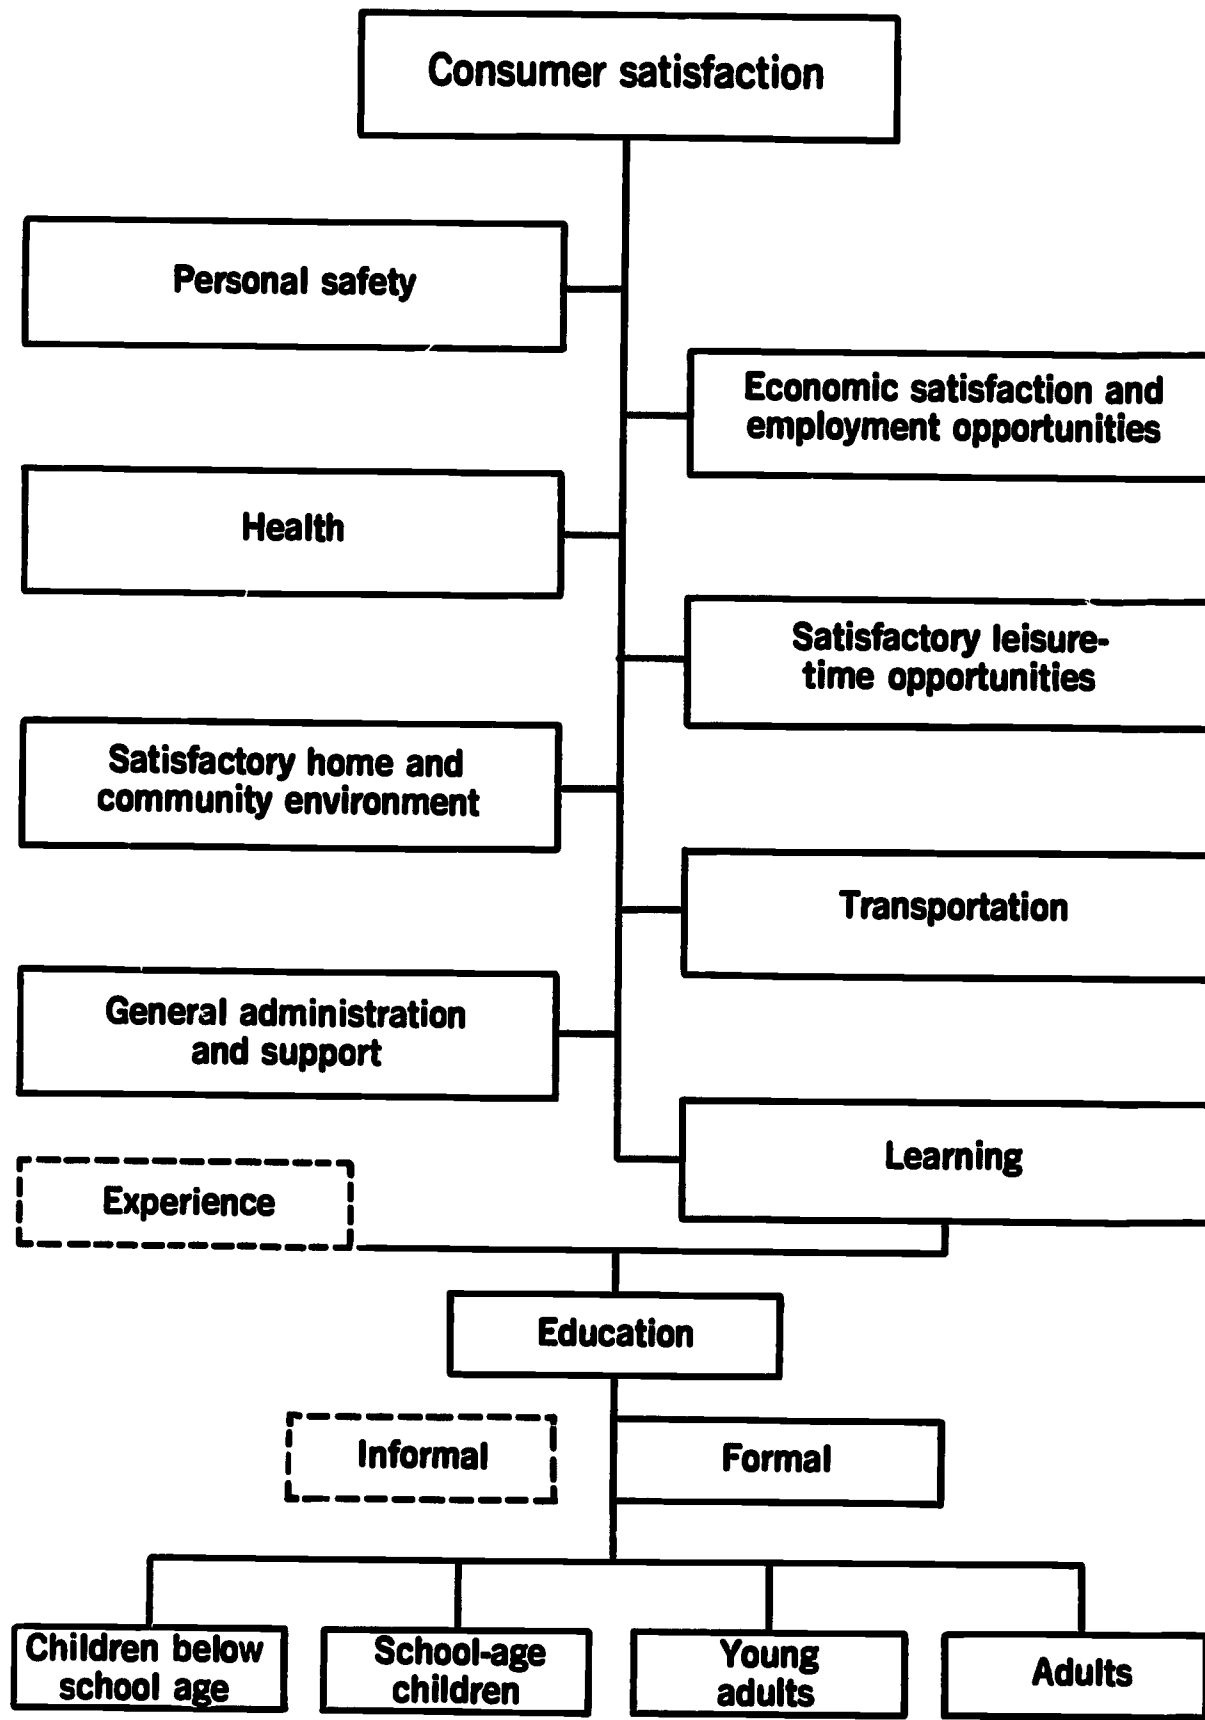 Consumer satisfaction
Personal safety
Economic satisfaction and
employment opportunities
Health
Satisfactory leisure-
time opportunities
Satisfactory home and
community environment
Transportation
General administration
and support
Learning
Experience
Education
Informal
Formal
Children below
school age
School-age
children
Young
adults
Adults